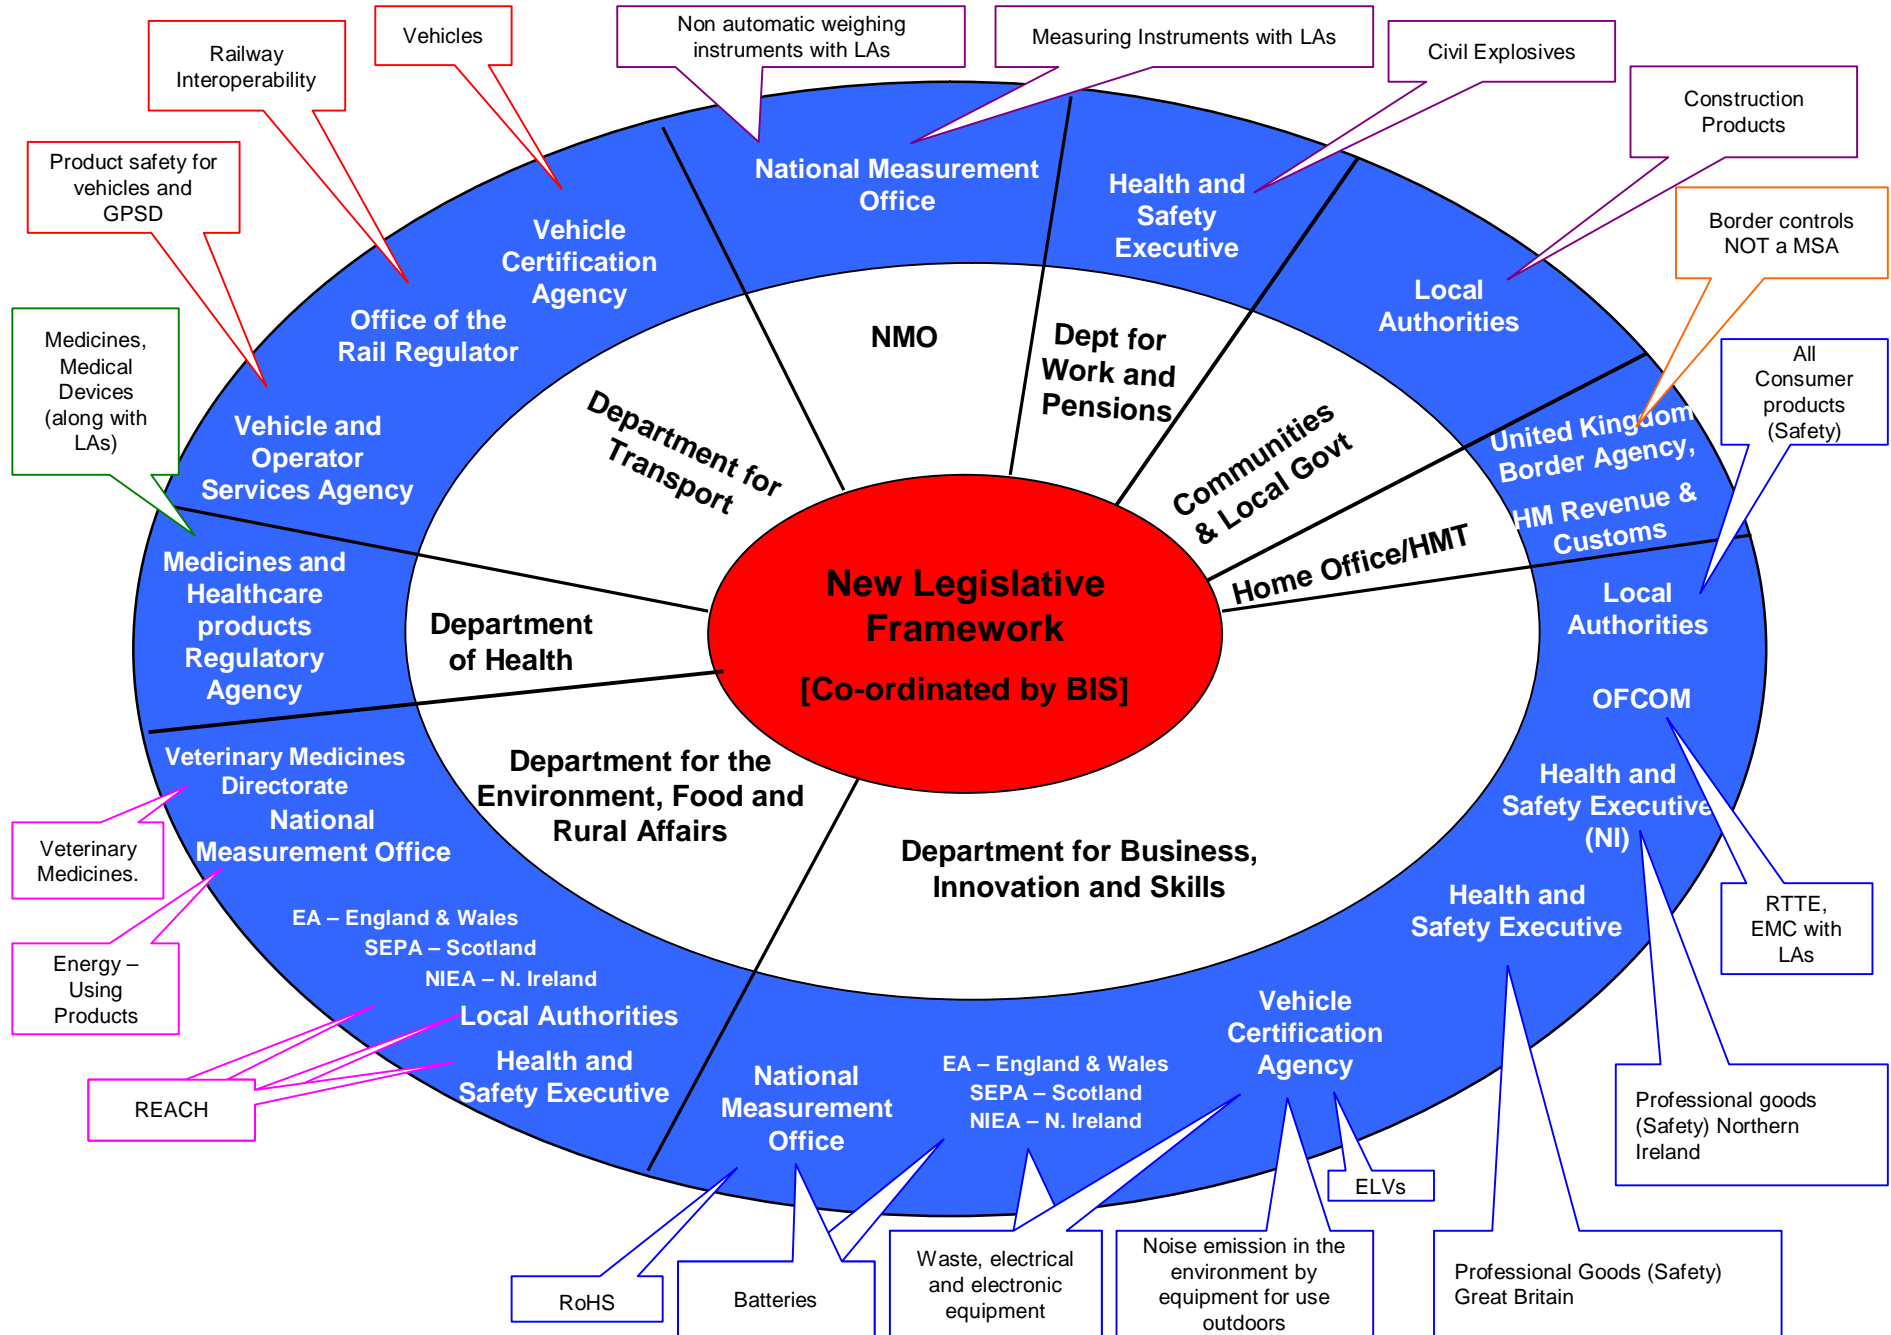 Railway
Interoperability
Vehicles
Non automatic weighing
instruments with LAs
Measuring Instruments with LAs
Civil Explosives
Construction
Products
Product safety for
vehicles and
GPSD
Border controls
NOT a MSA
Medicines,
Medical
Devices
(along with
LAs)
All
Consumer
products
(Safety)
National Measurement
Office
Health and
Safety
Executive
Vehicle
Certification
Agency
Office of the
Rail Regulator
Local
Authorities
Vehicle and
Operator
Services Agency
United Kingdom
Border Agency,
HM Revenue &
Customs
Medicines and
Healthcare
products
Regulatory
Agency
NMO
Dept for
Work and
Pensions
Department for
Transport
Communities
& Local Govt
Home Office/HMT
Department
of Health
New Legislative
Framework
[Co-ordinated by BIS]
Local
Authorities
OFCOM
Health and
Safety Executive
(NI)
Health and
Safety Executive
Department for the
Environment, Food and
Rural Affairs
Department for Business,
Innovation and Skills
Veterinary Medicines
Directorate
National
Measurement Office
EA – England & Wales
SEPA – Scotland
NIEA – N. Ireland
Local Authorities
Health and
Safety Executive
Veterinary
Medicines.
Energy –
Using
Products
REACH
National
Measurement
Office
EA – England & Wales
SEPA – Scotland
NIEA – N. Ireland
Vehicle
Certification
Agency
RTTE,
EMC with
LAs
Professional goods
(Safety) Northern
Ireland
ELVs
RoHS
Batteries
Waste, electrical
and electronic
equipment
Noise emission in the
environment by
equipment for use
outdoors
Professional Goods (Safety)
Great Britain